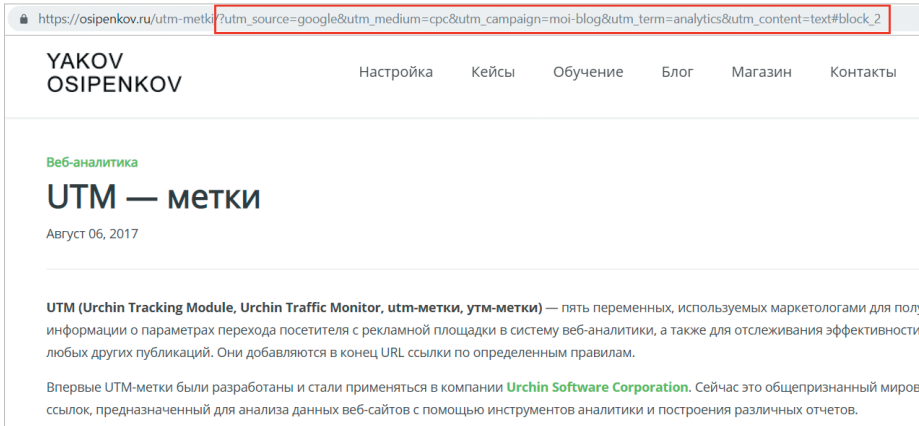 https://osipenkov.ru/utm-metki/?utm_source=google&utm_medium=cpc&utm_campaign=moi-blog&utm_term=analytics&utm_content=text#block_2
YAKOV
OSIPENKOV
Настройка Кейсы Обучение Блог Магазин Контакты
Веб-аналитика
UTM — метки
Август 06, 2017
UTM (Urchin Tracking Module, Urchin Traffic Monitor, utm-метки, утм-метки) — пять переменных, используемых маркетологами для полу
информации о параметрах перехода посетителя с рекламной площадки в систему веб-аналитики, а также для отслеживания эффективности
любых других публикаций. Они добавляются в конец URL ссылки по определенным правилам.
Впервые UTM-метки были разработаны и стали применяться в компании Urchin Software Corporation. Сейчас это общепризнанный миров
ссылок, предназначенный для анализа данных веб-сайтов с помощью инструментов аналитики и построения различных отчетов.